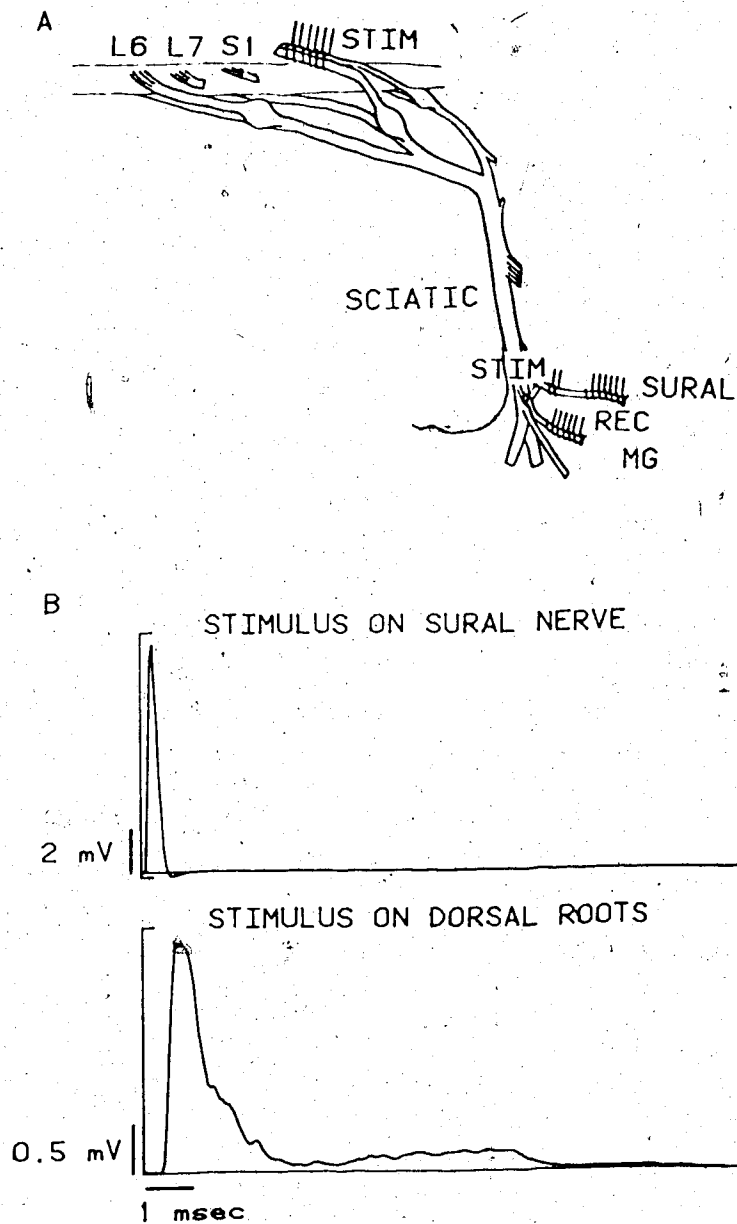 A
L6 L7 S1 STIM
SCIATIC
STIM
SURAL
REC
MG
B
STIMULUS ON SURAL NERVE
2 mV
STIMULUS ON DORSAL ROOTS
0.5 mV
1 msec